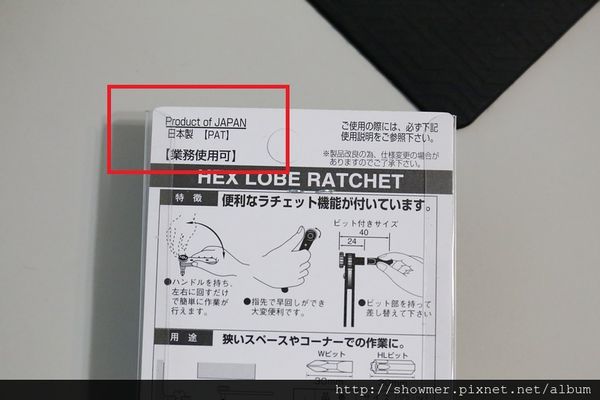 Product of JAPAN
日本製 【PAT】
【業務使用可】
ご使用の際には、必ず下記
使用説明をご参照下さい。
※製品改良の為、仕様変更の場合が
ありますのでご了承下さい。
HEX LOBE RATCHET
特徴
便利なラチェット機能が付いています。
ビット付きサイズ
40
24
●ハンドルを持ち、
左右に回すだけ
で簡単に作業が
行えます。
●指先で早回しができ
大変便利です。
●ビット部を持って
差し替えて下さい
用途
狭いスペースやコーナーでの作業に。
Wビット
HLビット
http://showmer.pixnet.net/album